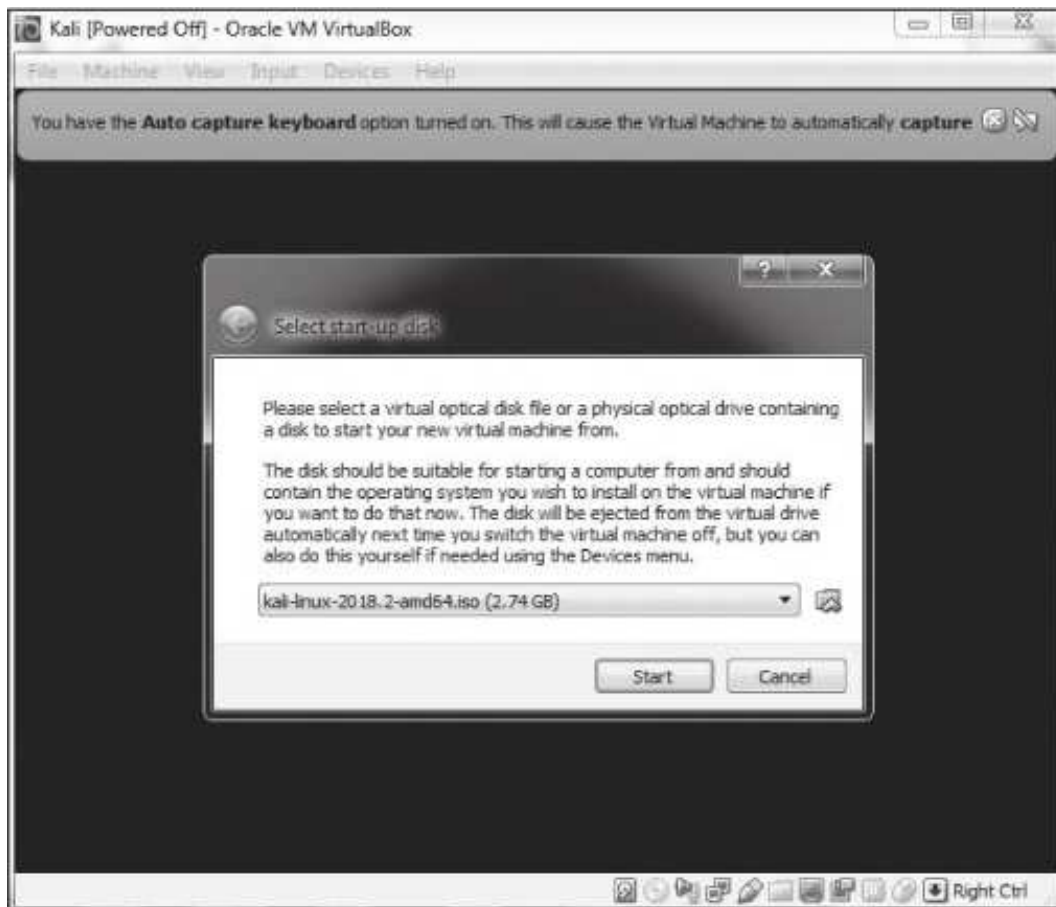 Kali [Powered Off] - Oracle VM VirtualBox
File Machine View Input Devices Help
You have the Auto capture keyboard option turned on. This will cause the Virtual Machine to automatically capture
?
Select start-up disk
Please select a virtual optical disk file or a physical optical drive containing
a disk to start your new virtual machine from.
The disk should be suitable for starting a computer from and should
contain the operating system you wish to install on the virtual machine if
you want to do that now. The disk will be ejected from the virtual drive
automatically next time you switch the virtual machine off, but you can
also do this yourself if needed using the Devices menu.
kali-linux-2018.2-amd64.iso (2.74 GB)
Start Cancel
Right Ctrl